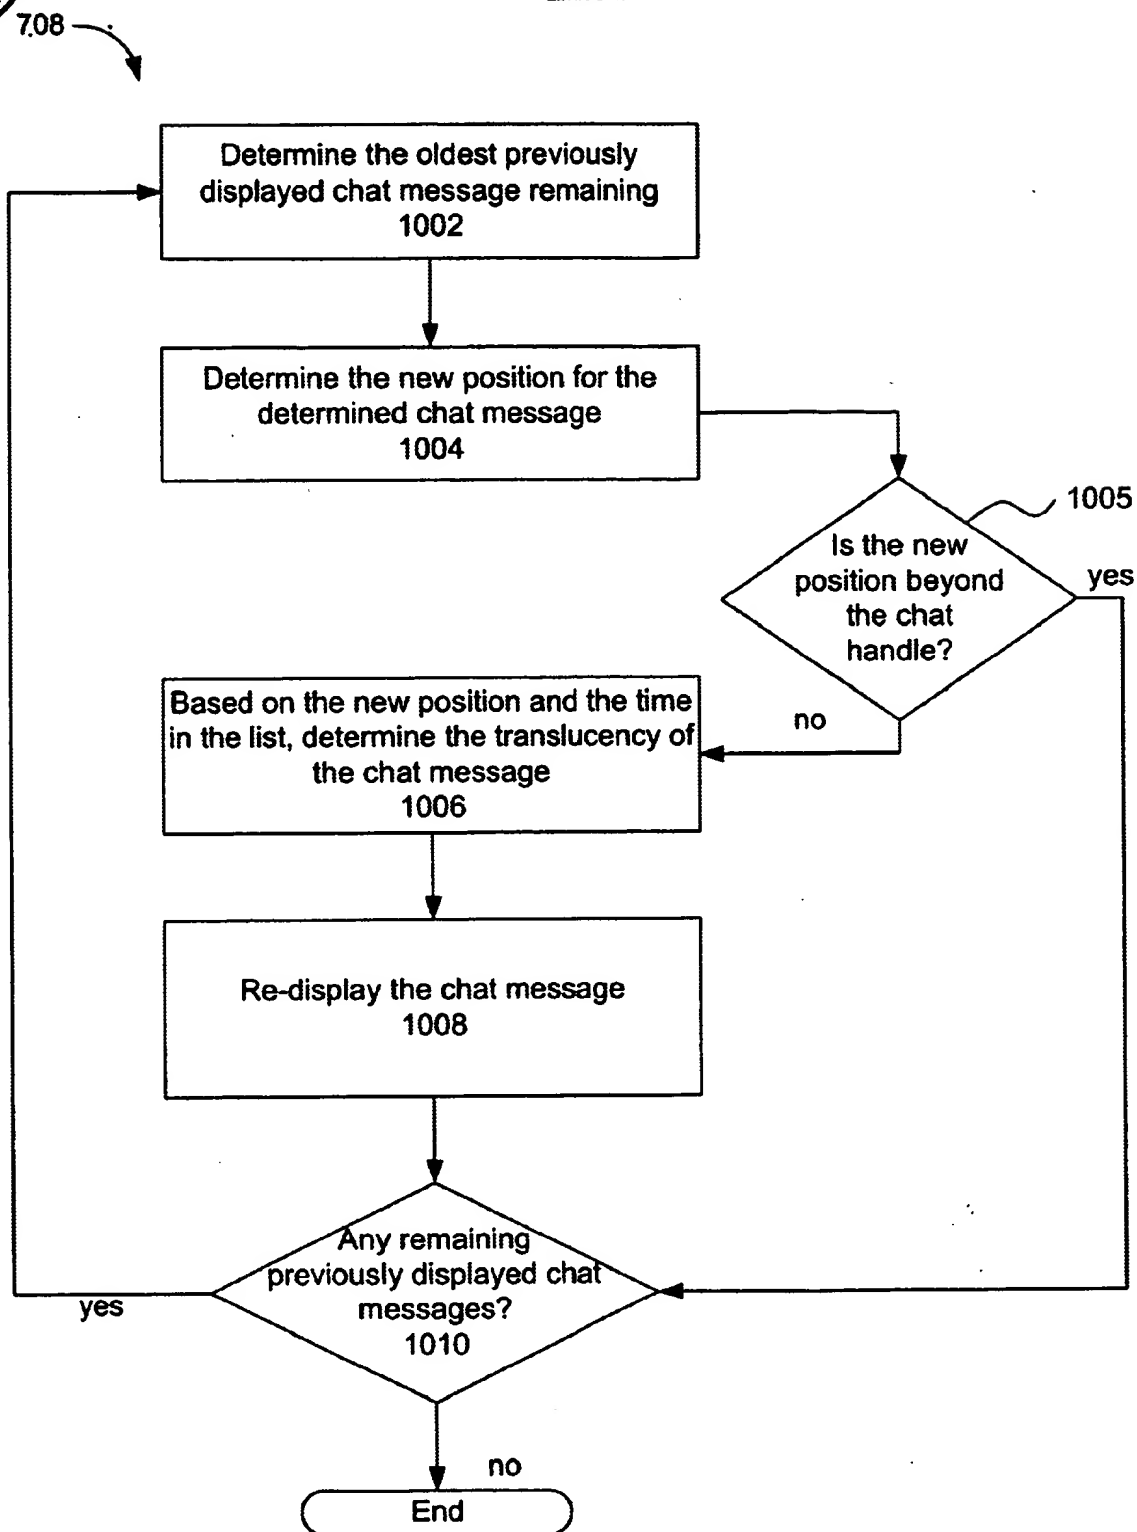 708
Determine the oldest previously
displayed chat message remaining
1002
Determine the new position for the
determined chat message
1004
1005
Is the new
position beyond
the chat
handle?
yes
no
Based on the new position and the time
in the list, determine the translucency of
the chat message
1006
Re-display the chat message
1008
Any remaining
previously displayed chat
messages?
1010
yes
no
End